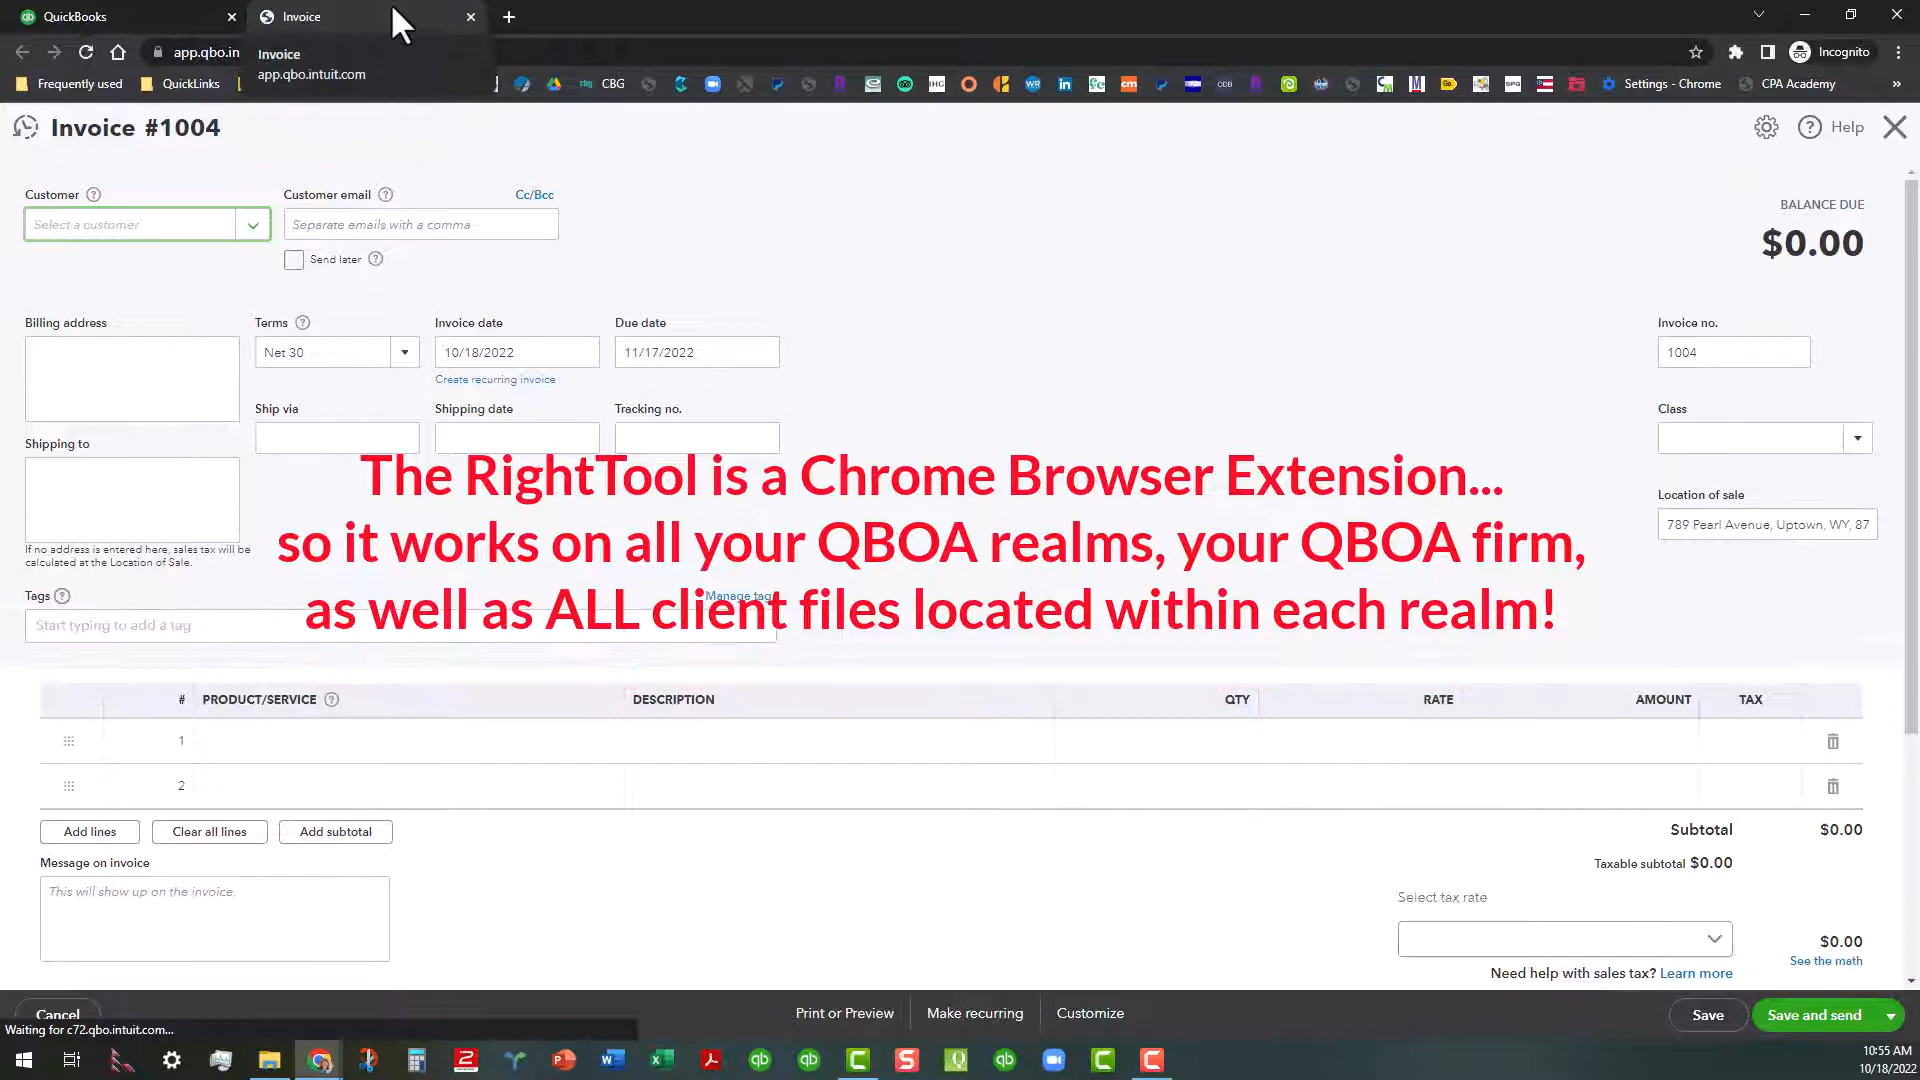 QuickBooks
Invoice
app.qbo.in
Invoice
app.qbo.intuit.com
Incognito
Frequently used
QuickLinks
CBG
Settings - Chrome
CPA Academy
Invoice #1004
Help
Customer
Customer email
Cc/Bcc
Select a customer
Separate emails with a comma
Send later
BALANCE DUE
$0.00
Billing address
Terms
Invoice date
Due date
Invoice no.
Net 30
10/18/2022
11/17/2022
1004
Create recurring invoice
Ship via
Shipping date
Tracking no.
Class
Shipping to
The RightTool is a Chrome Browser Extension...
so it works on all your QBOA realms, your QBOA firm,
as well as ALL client files located within each realm!
Location of sale
789 Pearl Avenue, Uptown, WY, 87
If no address is entered here, sales tax will be
calculated at the Location of Sale.
Tags
Manage tags
Start typing to add a tag
# PRODUCT/SERVICE DESCRIPTION QTY RATE AMOUNT TAX
1
2
Add lines
Clear all lines
Add subtotal
Subtotal $0.00
Message on invoice
Taxable subtotal $0.00
This will show up on the invoice.
Select tax rate
$0.00
See the math
Need help with sales tax? Learn more
Cancel
Print or Preview
Make recurring
Customize
Save
Save and send
Waiting for c72.qbo.intuit.com...
10:55 AM
10/18/2022